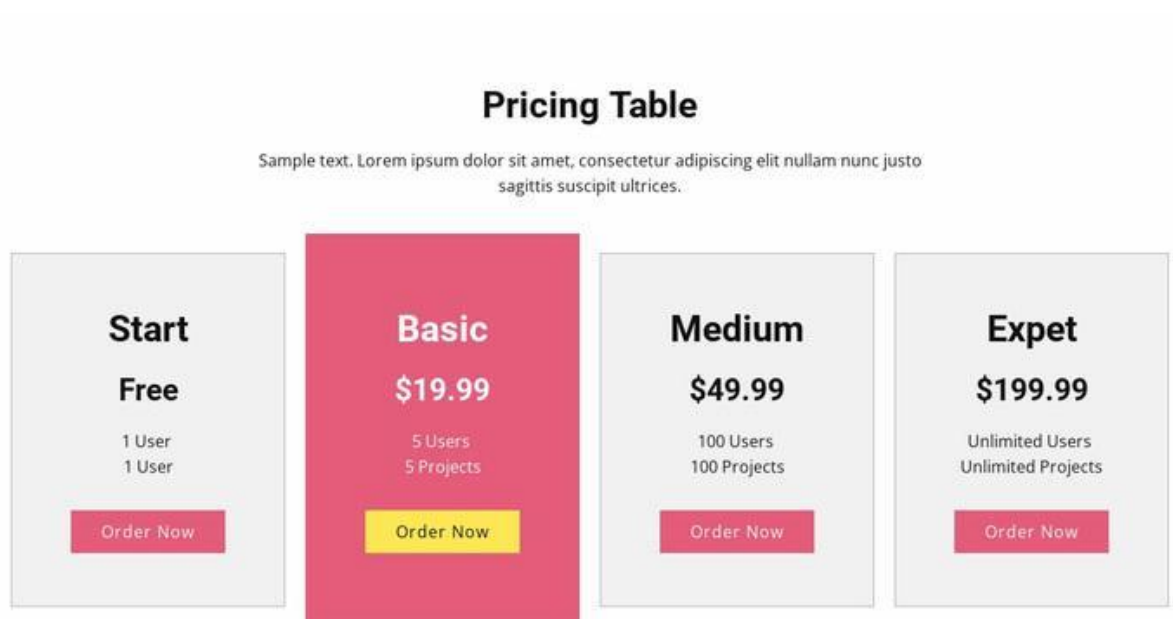 Pricing Table
Sample text. Lorem ipsum dolor sit amet, consectetur adipiscing elit nullam nunc justo
sagittis suscipit ultrices.
Start
Free
1 User
1 User
Order Now
Basic
$19.99
5 Users
5 Projects
Order Now
Medium
$49.99
100 Users
100 Projects
Order Now
Expet
$199.99
Unlimited Users
Unlimited Projects
Order Now